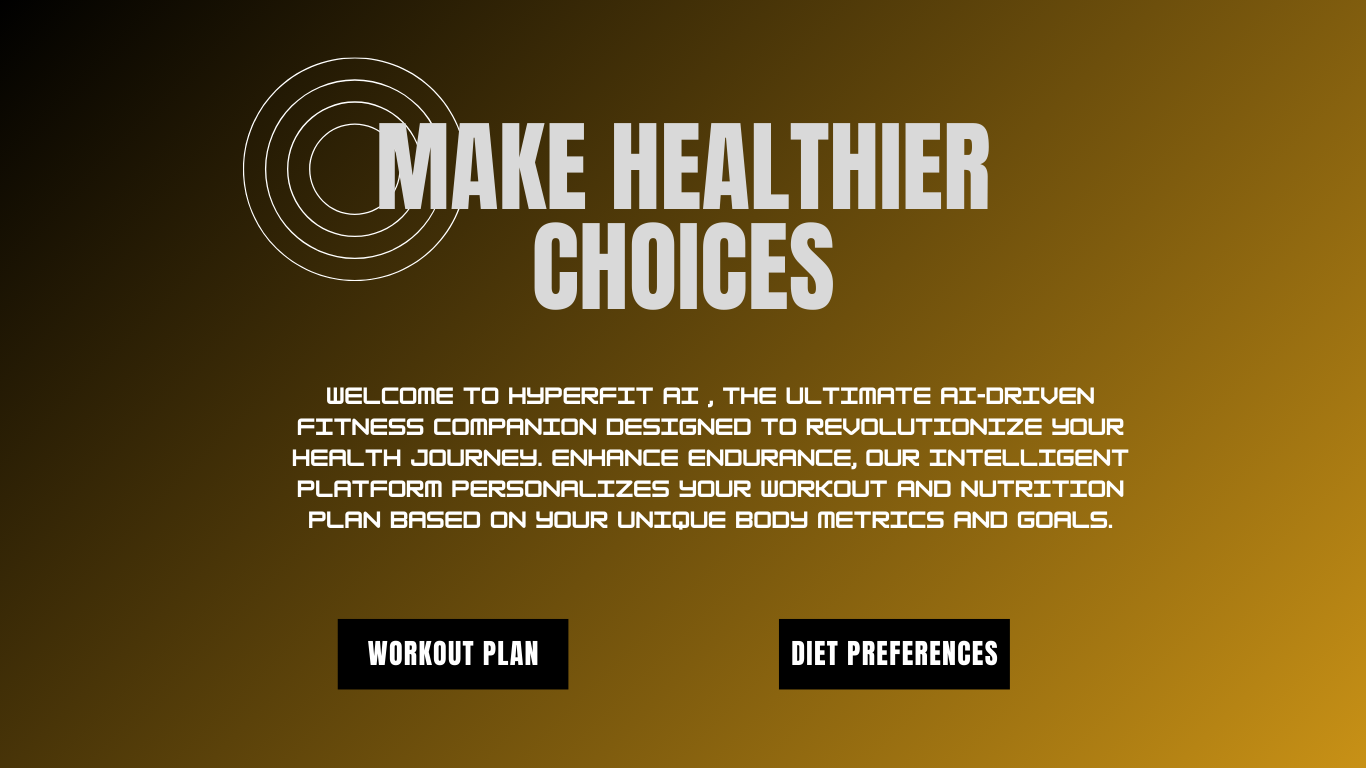 MAKE HEALTHIER
CHOICES
WELCOME TO HYPERFIT AI , THE ULTIMATE AI-DRIVEN
FITNESS COMPANION DESIGNED TO REVOLUTIONIZE YOUR
HEALTH JOURNEY. ENHANCE ENDURANCE, OUR INTELLIGENT
PLATFORM PERSONALIZES YOUR WORKOUT AND NUTRITION
PLAN BASED ON YOUR UNIQUE BODY METRICS AND GOALS.
WORKOUT PLAN
DIET PREFERENCES